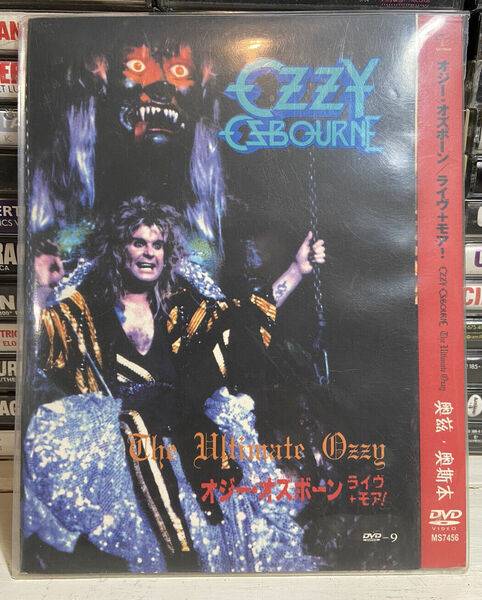 OZZY
OSBOURNE
The Ultimate Ozzy
オジー・オズボーン ライヴ
+モア!
DVD-9
オジー・オズボーン ライヴ+モア!
OZZY OSBOURNE The Ultimate Ozzy
奥兹·奥斯本
DVD
VIDEO
MS7456